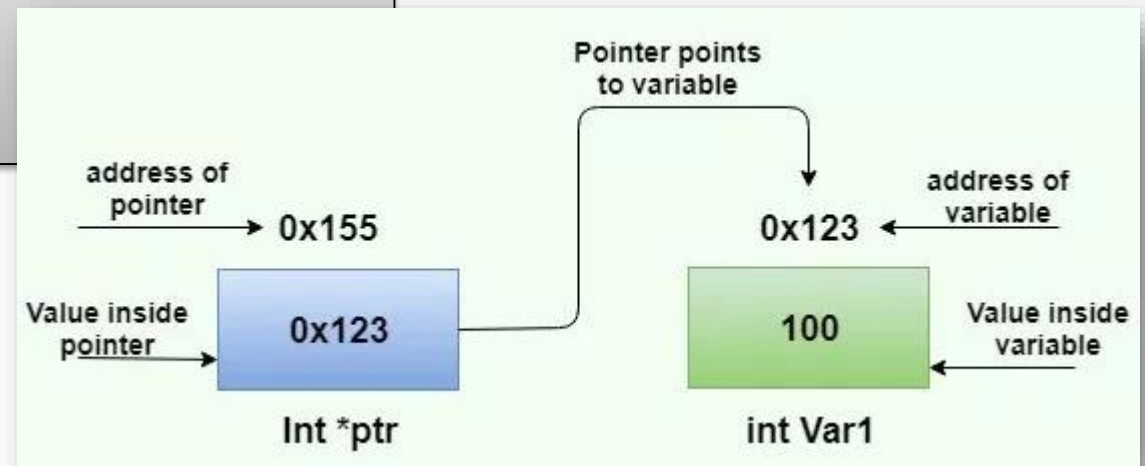 Pointer points
to variable
address of
pointer
0x155
0x123
address of
variable
Value inside
pointer
0x123
100
Value inside
variable
Int *ptr
int Var1